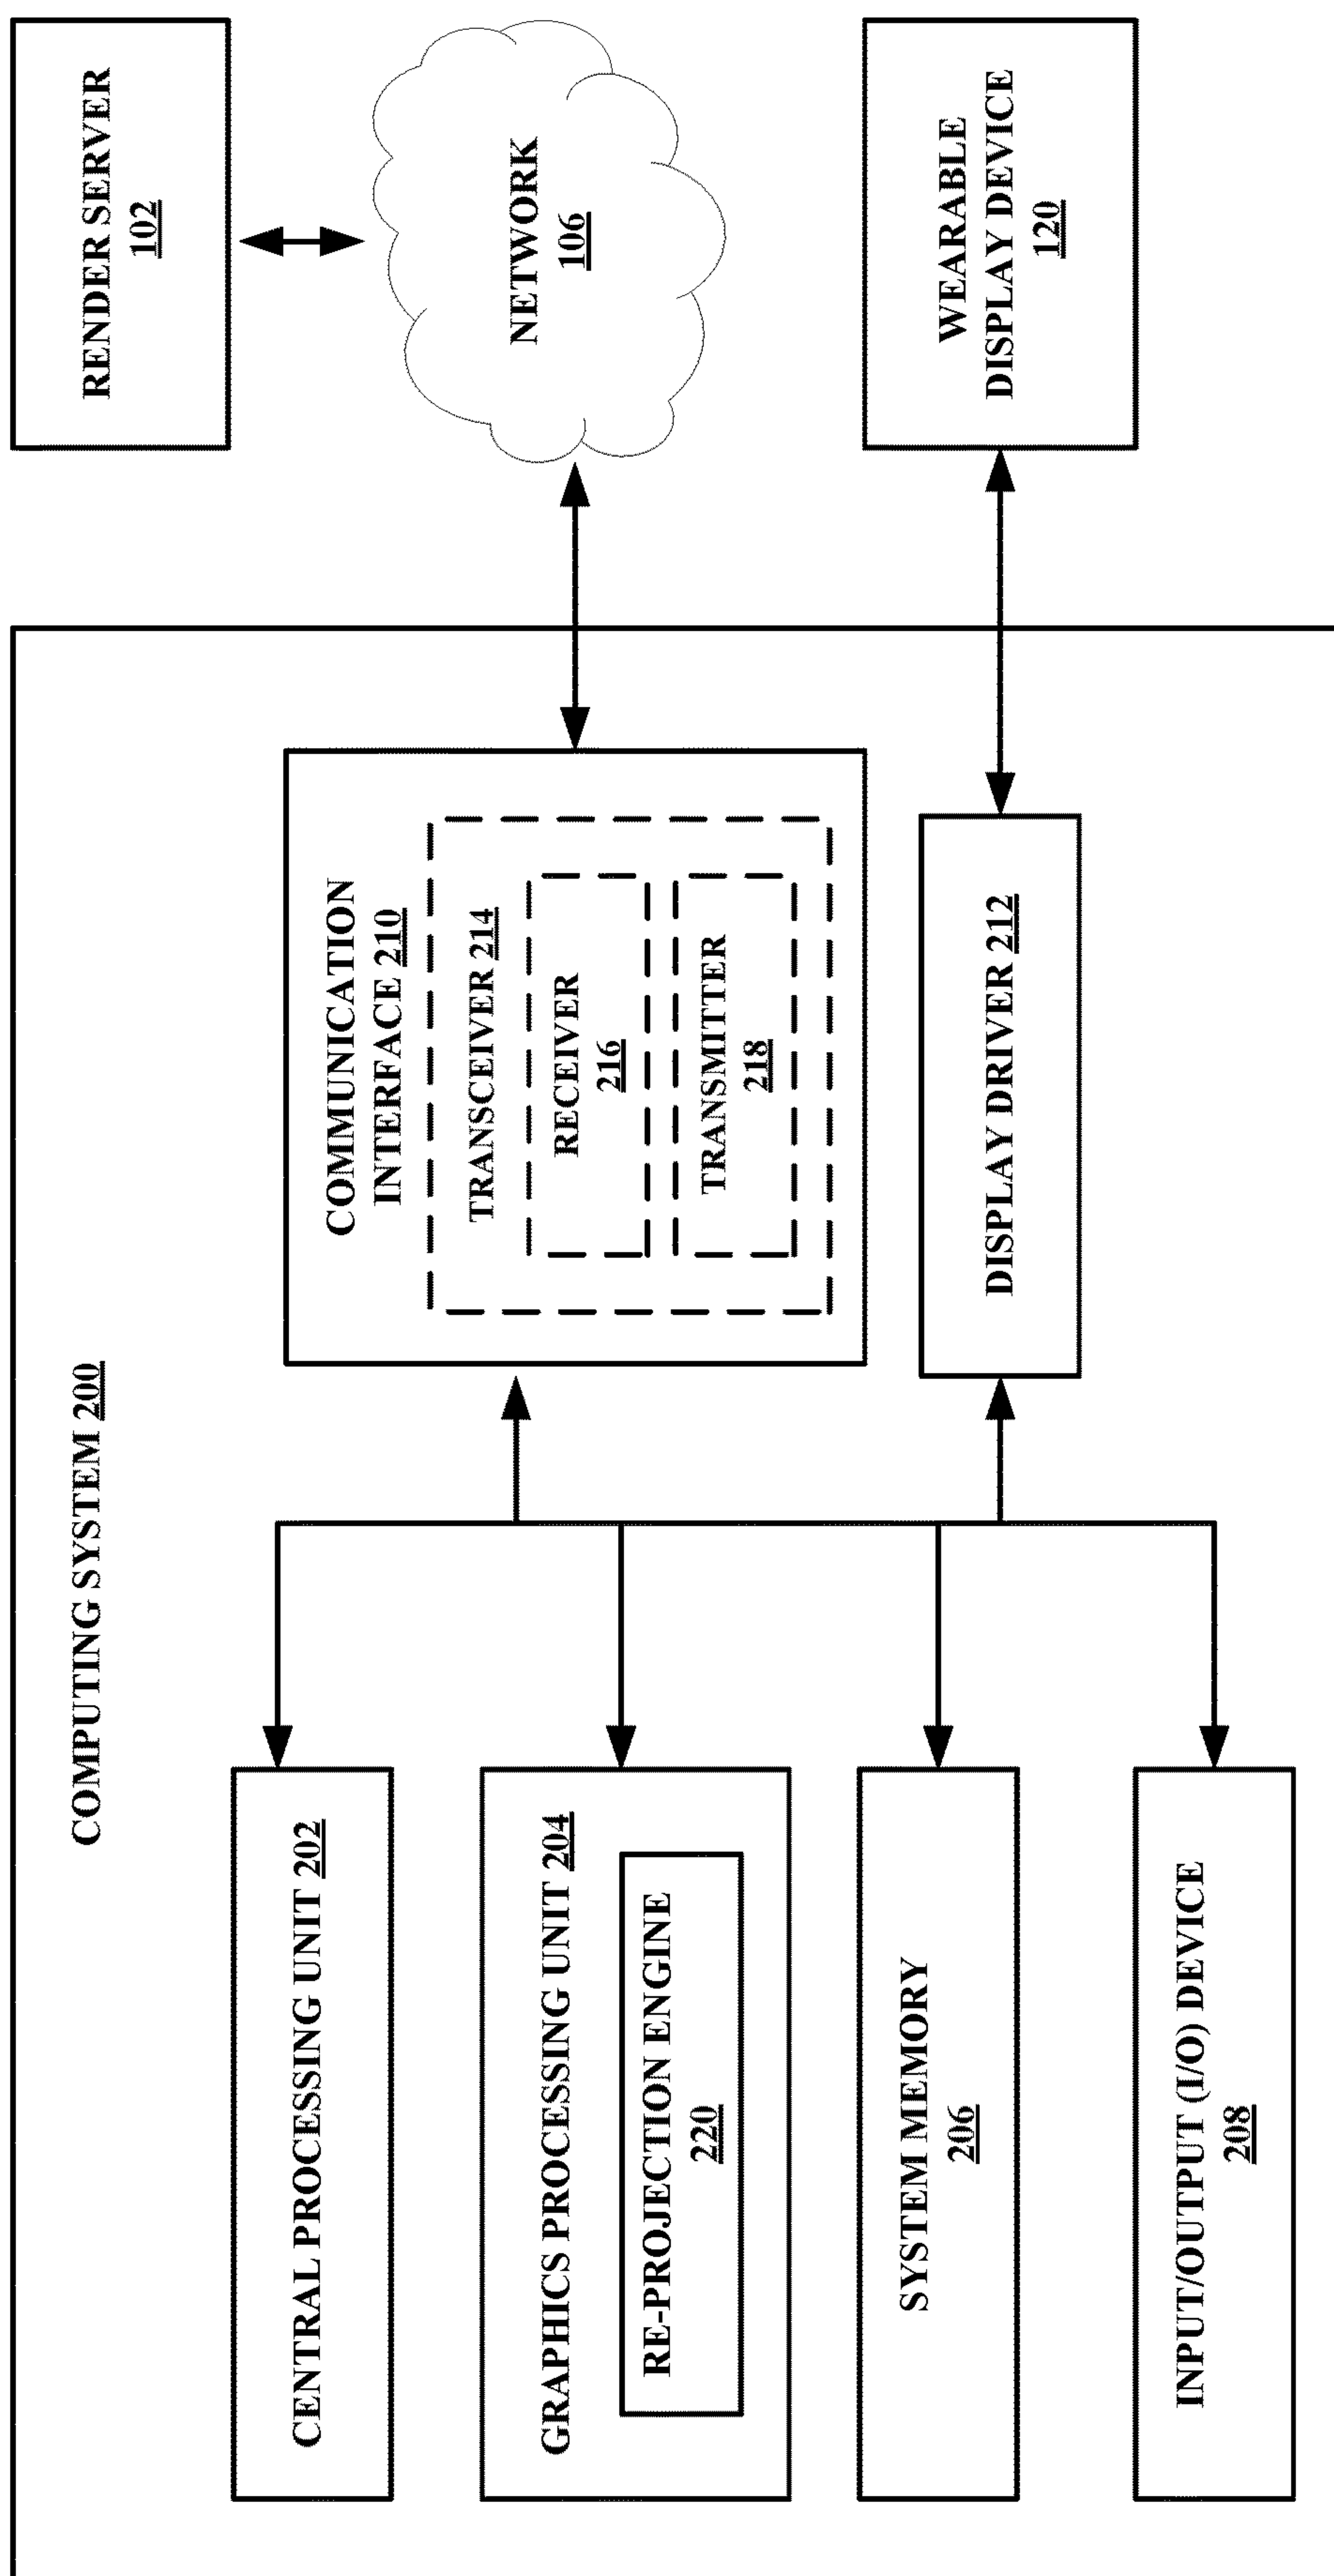 COMPUTING SYSTEM 200
CENTRAL PROCESSING UNIT 202
GRAPHICS PROCESSING UNIT 204
RE-PROJECTION ENGINE
220
SYSTEM MEMORY
206
INPUT/OUTPUT (I/O) DEVICE
208
COMMUNICATION
INTERFACE 210
TRANSCEIVER 214
RECEIVER
216
TRANSMITTER
218
DISPLAY DRIVER 212
RENDER SERVER
102
NETWORK
106
WEARABLE
DISPLAY DEVICE
120